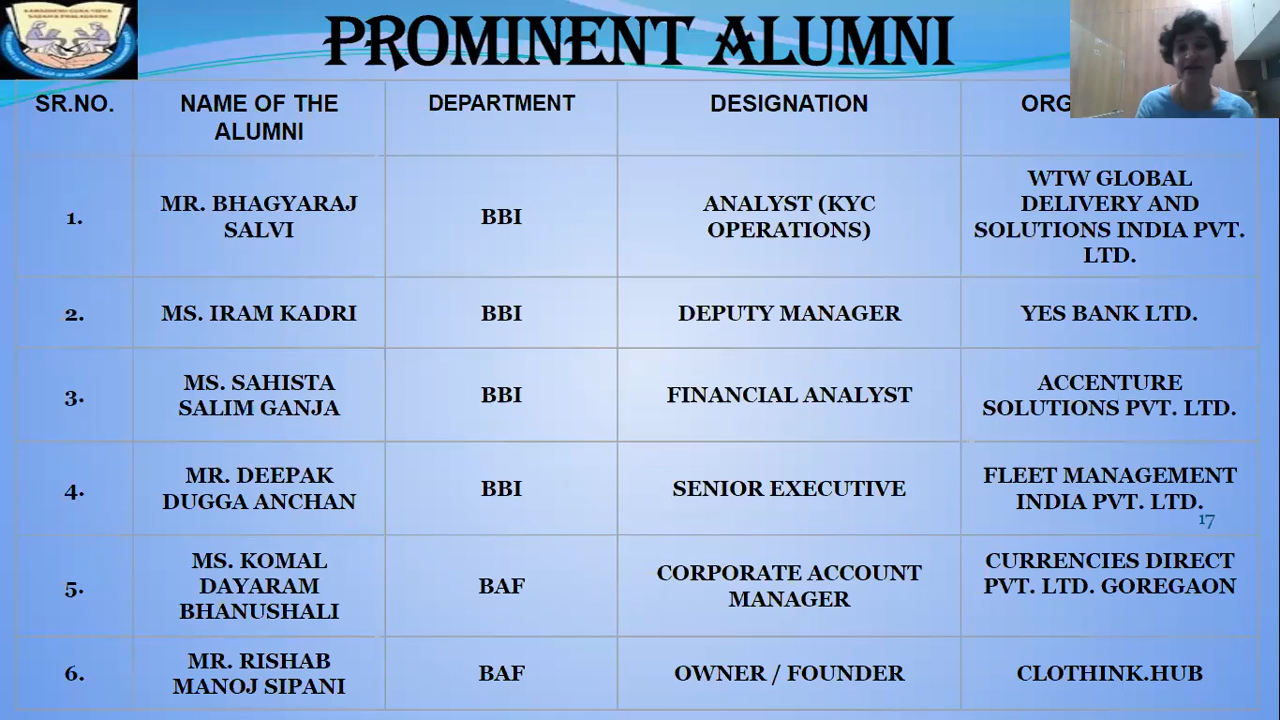 PROMINENT ALUMNI
SR.NO.
NAME OF THE
ALUMNI
DEPARTMENT
DESIGNATION
ORG
1.
MR. BHAGYARAJ
SALVI
BBI
ANALYST (KYC
OPERATIONS)
WTW GLOBAL
DELIVERY AND
SOLUTIONS INDIA PVT.
LTD.
2.
MS. IRAM KADRI
BBI
DEPUTY MANAGER
YES BANK LTD.
3.
MS. SAHISTA
SALIM GANJA
BBI
FINANCIAL ANALYST
ACCENTURE
SOLUTIONS PVT. LTD.
4.
MR. DEEPAK
DUGGA ANCHAN
BBI
SENIOR EXECUTIVE
FLEET MANAGEMENT
INDIA PVT. LTD.
17
5.
MS. KOMAL
DAYARAM
BHANUSHALI
BAF
CORPORATE ACCOUNT
MANAGER
CURRENCIES DIRECT
PVT. LTD. GOREGAON
6.
MR. RISHAB
MANOJ SIPANI
BAF
OWNER / FOUNDER
CLOTHINK.HUB